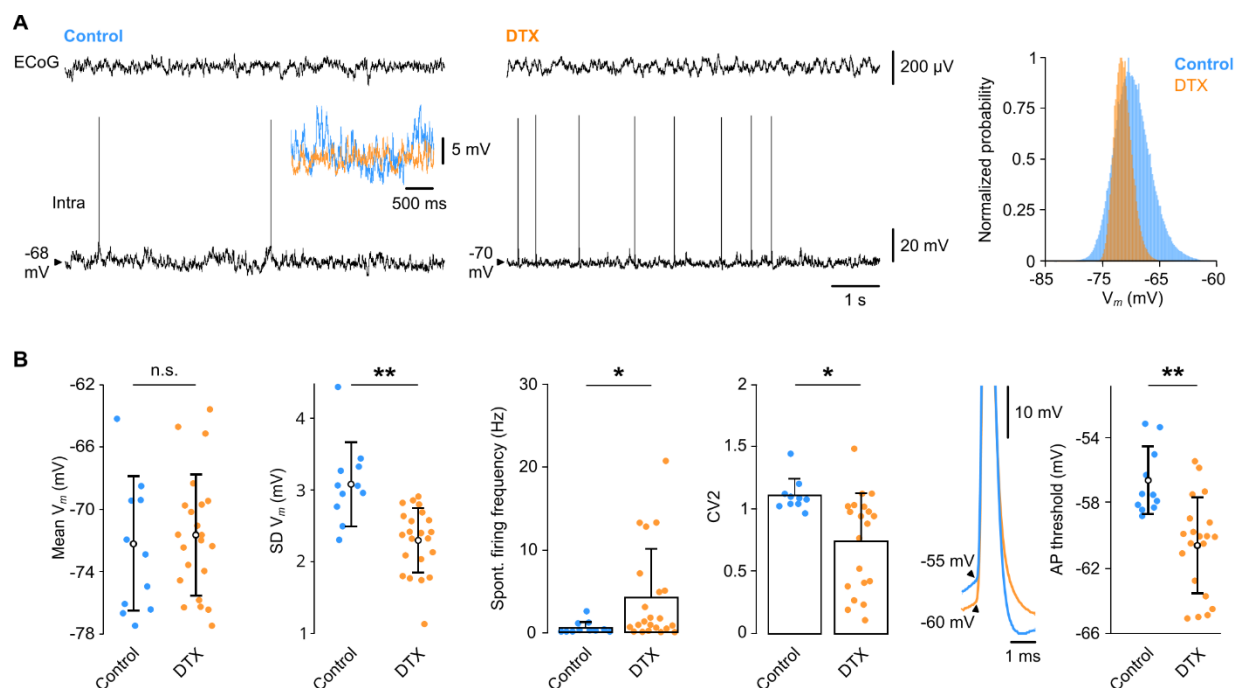 A
Control
DTX
ECoG
200 µV
Control
DTX
Normalized probability
1
0.75
0.5
0.25
0
-85
-75
-65
-60
Vm (mV)
5 mV
500 ms
Intra
-68
mV
-70
mV
20 mV
1 s
B
n.s.
Mean Vm (mV)
-62
-66
-70
-74
-78
Control
DTX
**
SD Vm (mV)
4
3
2
1
Control
DTX
*
Spont. firing frequency (Hz)
30
20
10
0
Control
DTX
*
CV2
2
1.5
1
0.5
0
Control
DTX
10 mV
-55 mV
-60 mV
1 ms
**
AP threshold (mV)
-54
-58
-62
-66
Control
DTX